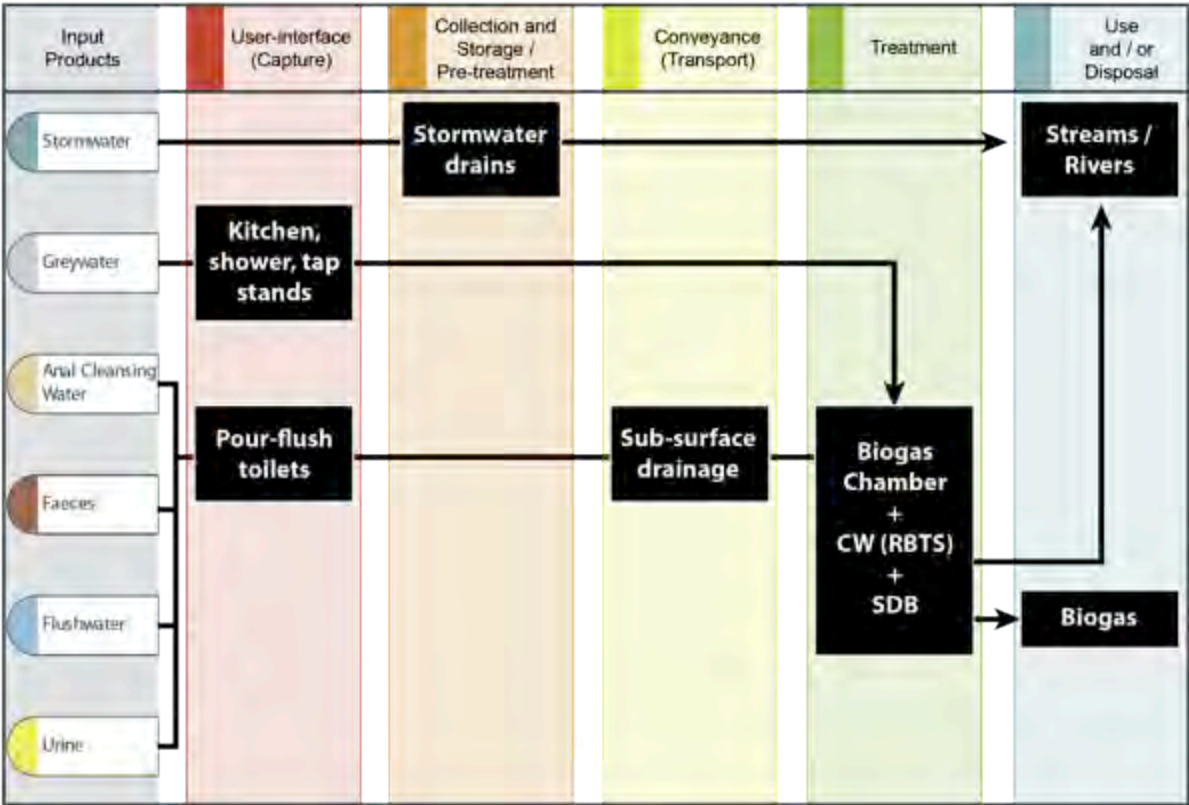 Input
Products
User-interface
(Capture)
Collection and
Storage /
Pre-treatment
Conveyance
(Transport)
Treatment
Use
and / or
Disposal
Stormwater
Stormwater
drains
Streams /
Rivers
Greywater
Kitchen,
shower, tap
stands
Anal Cleansing
Water
Pour-flush
toilets
Sub-surface
drainage
Biogas
Chamber
+
CW (RBTS)
+
SDB
Faeces
Flushwater
Biogas
Urine